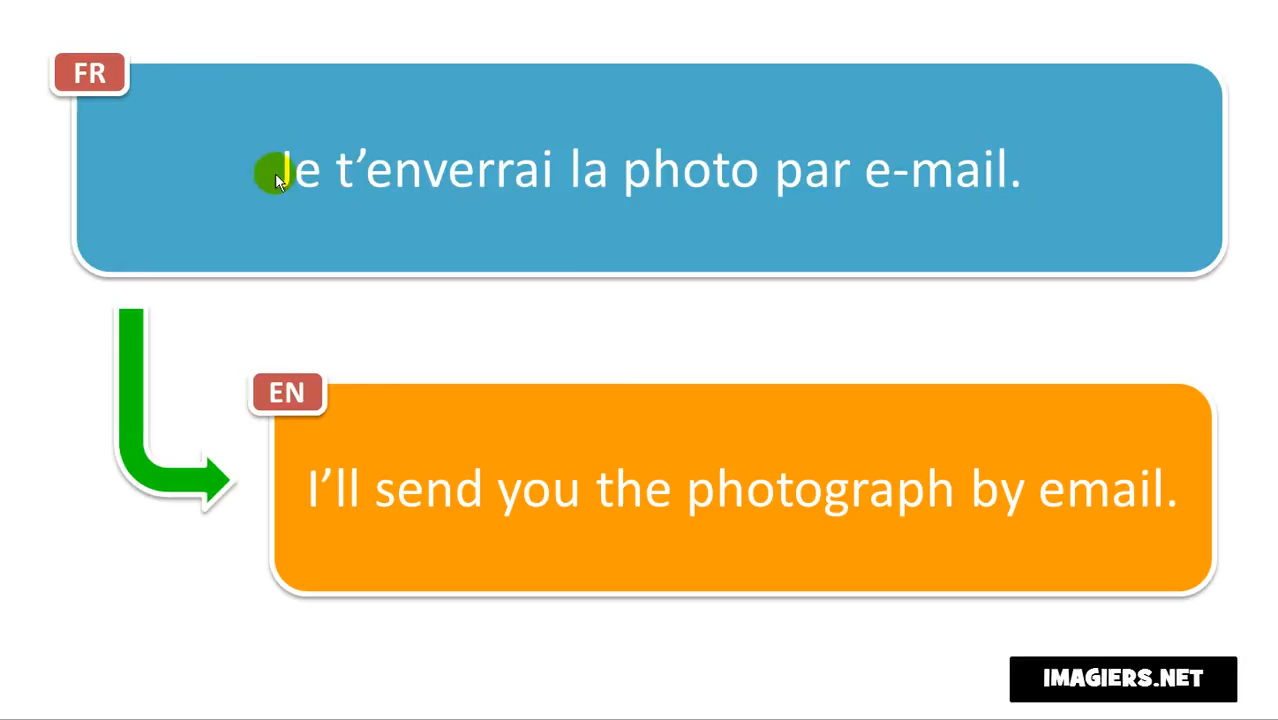 FR
Je t’enverrai la photo par e-mail.
EN
I’ll send you the photograph by email.
IMAGIERS.NET